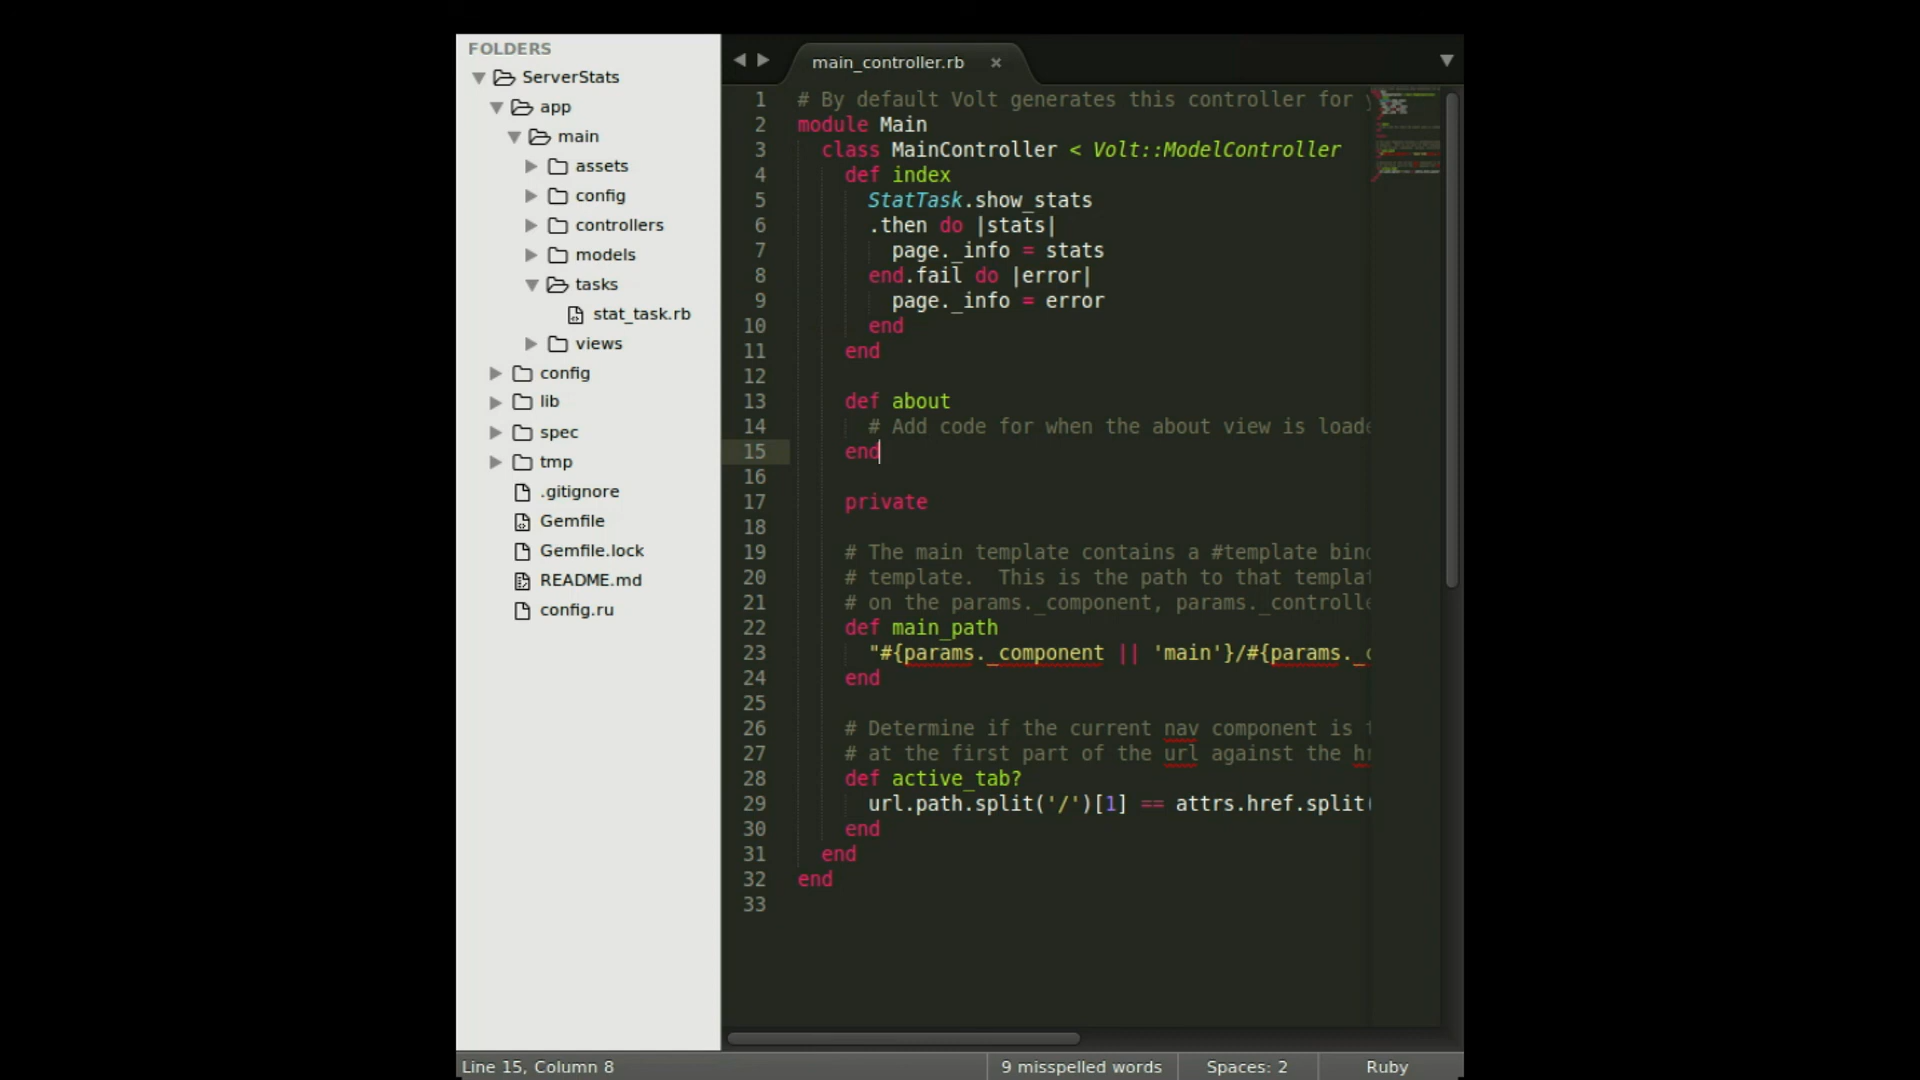 FOLDERS
ServerStats
app
main
assets
config
controllers
models
tasks
stat_task.rb
views
config
lib
spec
tmp
.gitignore
Gemfile
Gemfile.lock
README.md
config.ru
main_controller.rb ×
1 # By default Volt generates this controller for
2 module Main
3 class MainController < Volt::ModelController
4 def index
5 StatTask.show_stats
6 .then do |stats|
7 page._info = stats
8 end.fail do |error|
9 page._info = error
10 end
11 end
12
13 def about
14 # Add code for when the about view is loade
15 end
16
17 private
18
19 # The main template contains a #template bind
20 # template.  This is the path to that templat
21 # on the params._component, params._controlle
22 def main_path
23 "#{params._component || 'main'}/#{params._c
24 end
25
26 # Determine if the current nav component is t
27 # at the first part of the url against the hr
28 def active_tab?
29 url.path.split('/')[1] == attrs.href.split(
30 end
31 end
32 end
33
Line 15, Column 8
9 misspelled words
Spaces: 2
Ruby